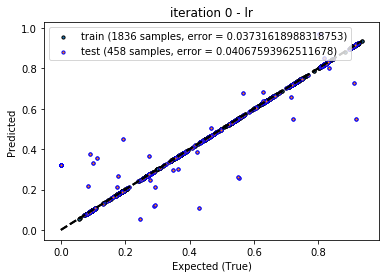 iteration 0 - lr
train (1836 samples, error = 0.03731618988318753)
test (458 samples, error = 0.04067593962511678)
1.0
0.8
0.6
0.4
0.2
0.0
Predicted
0.0 0.2 0.4 0.6 0.8
Expected (True)